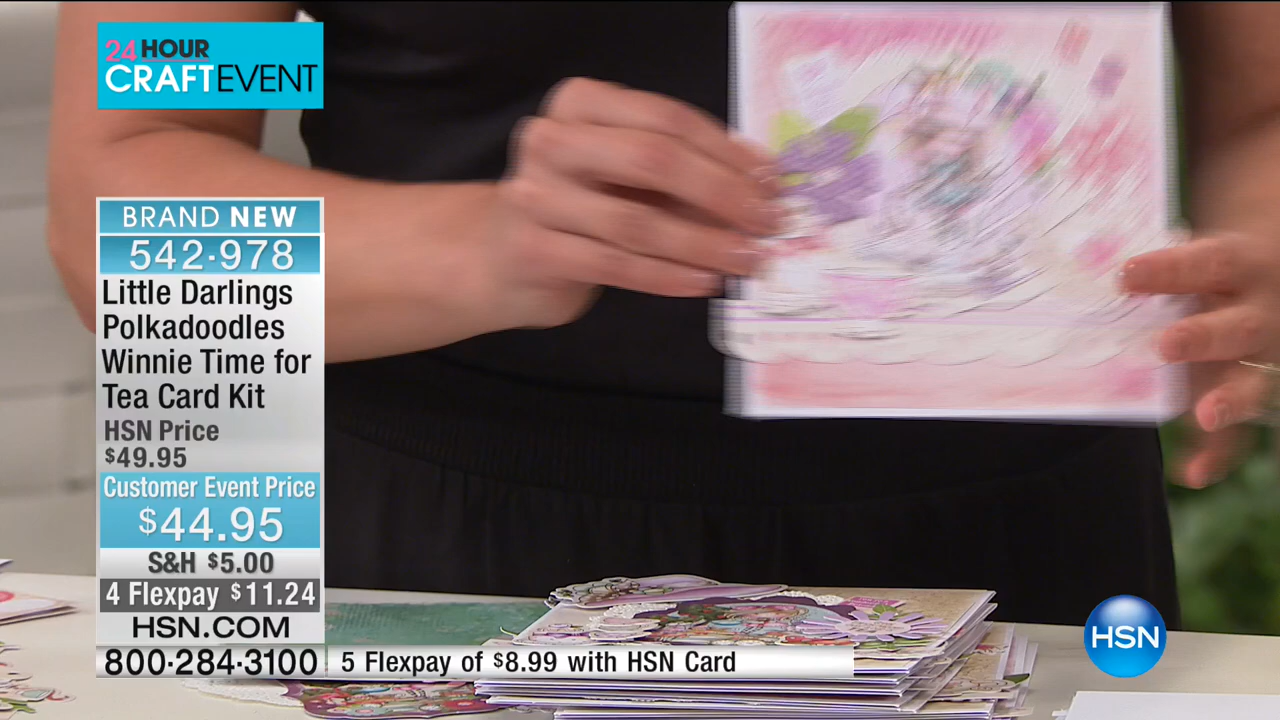 24 HOUR
CRAFTEVENT
BRAND NEW
542·978
Little Darlings
Polkadoodles
Winnie Time for
Tea Card Kit
HSN Price
$49.95
Customer Event Price
$44.95
S&H $5.00
4 Flexpay $11.24
HSN.COM
800·284·3100
5 Flexpay of $8.99 with HSN Card
HSN